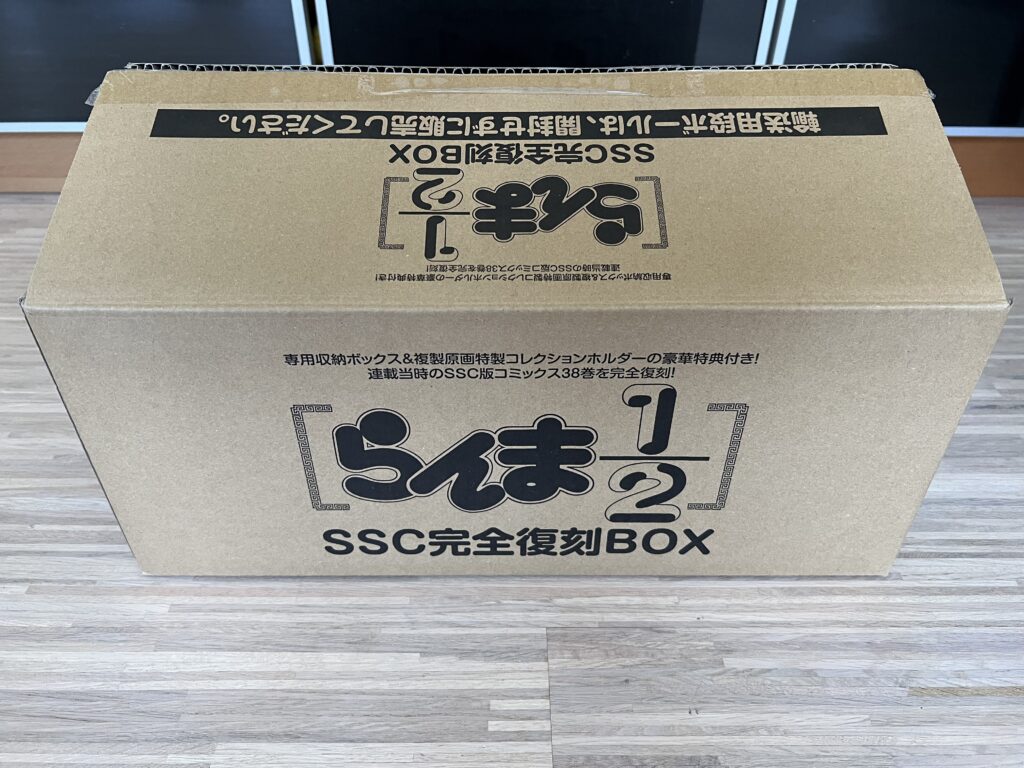 輸送用段ボールは、開封せずに販売してください。
SSC完全復刻BOX
らんま1/2
連載当時のSSC版コミックス38巻を完全復刻!
専用収納ボックス&複製原画特製コレクションホルダーの豪華特典付き!
専用収納ボックス&複製原画特製コレクションホルダーの豪華特典付き!
連載当時のSSC版コミックス38巻を完全復刻!
らんま1/2
SSC完全復刻BOX